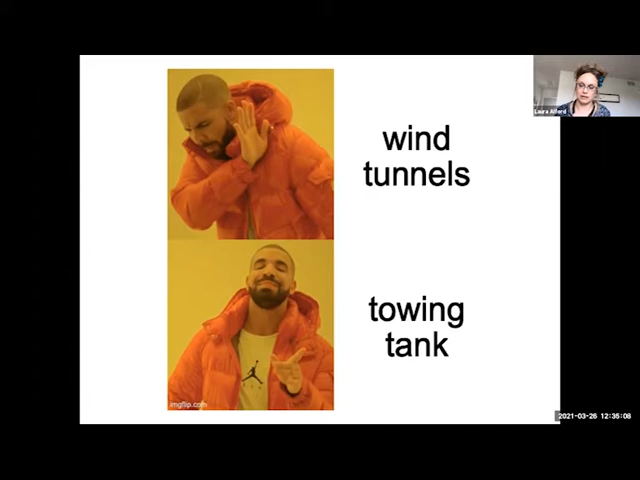 Laura Alford
wind
tunnels
towing
tank
imgflip.com
2021-03-26 12:35:08